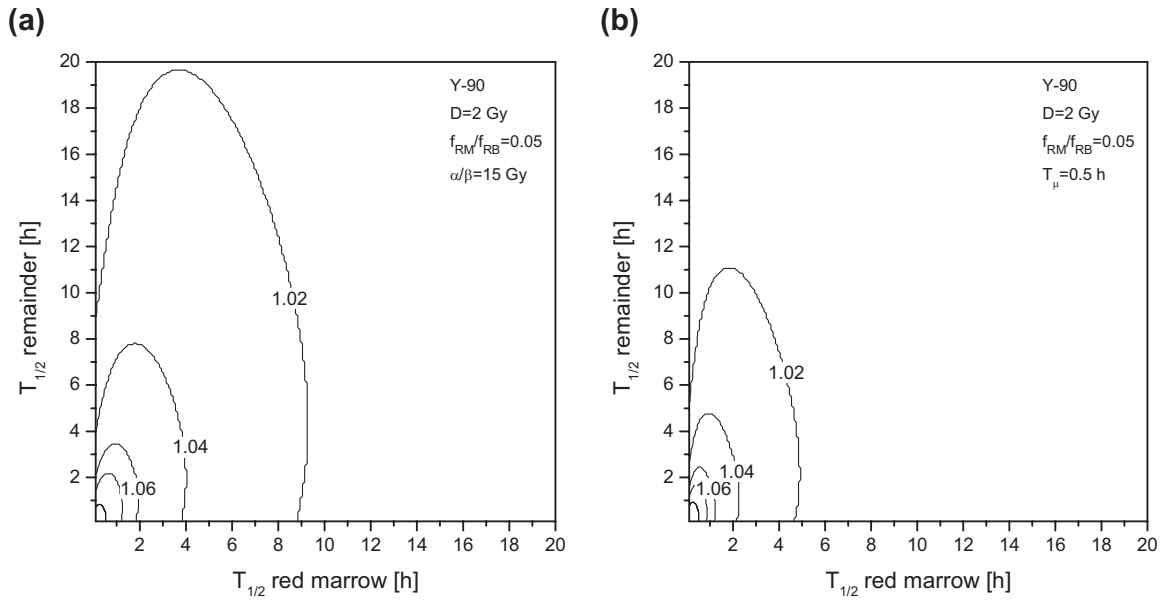 (a)
20
18
16
14
12
10
8
6
4
2
T1/2 remainder [h]
Y-90
D=2 Gy
fRM/fRB=0.05
α/β=15 Gy
1.02
1.04
1.06
2 4 6 8 10 12 14 16 18 20
T1/2 red marrow [h]
(b)
20
18
16
14
12
10
8
6
4
2
T1/2 remainder [h]
Y-90
D=2 Gy
fRM/fRB=0.05
Tμ=0.5 h
1.02
1.04
1.06
2 4 6 8 10 12 14 16 18 20
T1/2 red marrow [h]